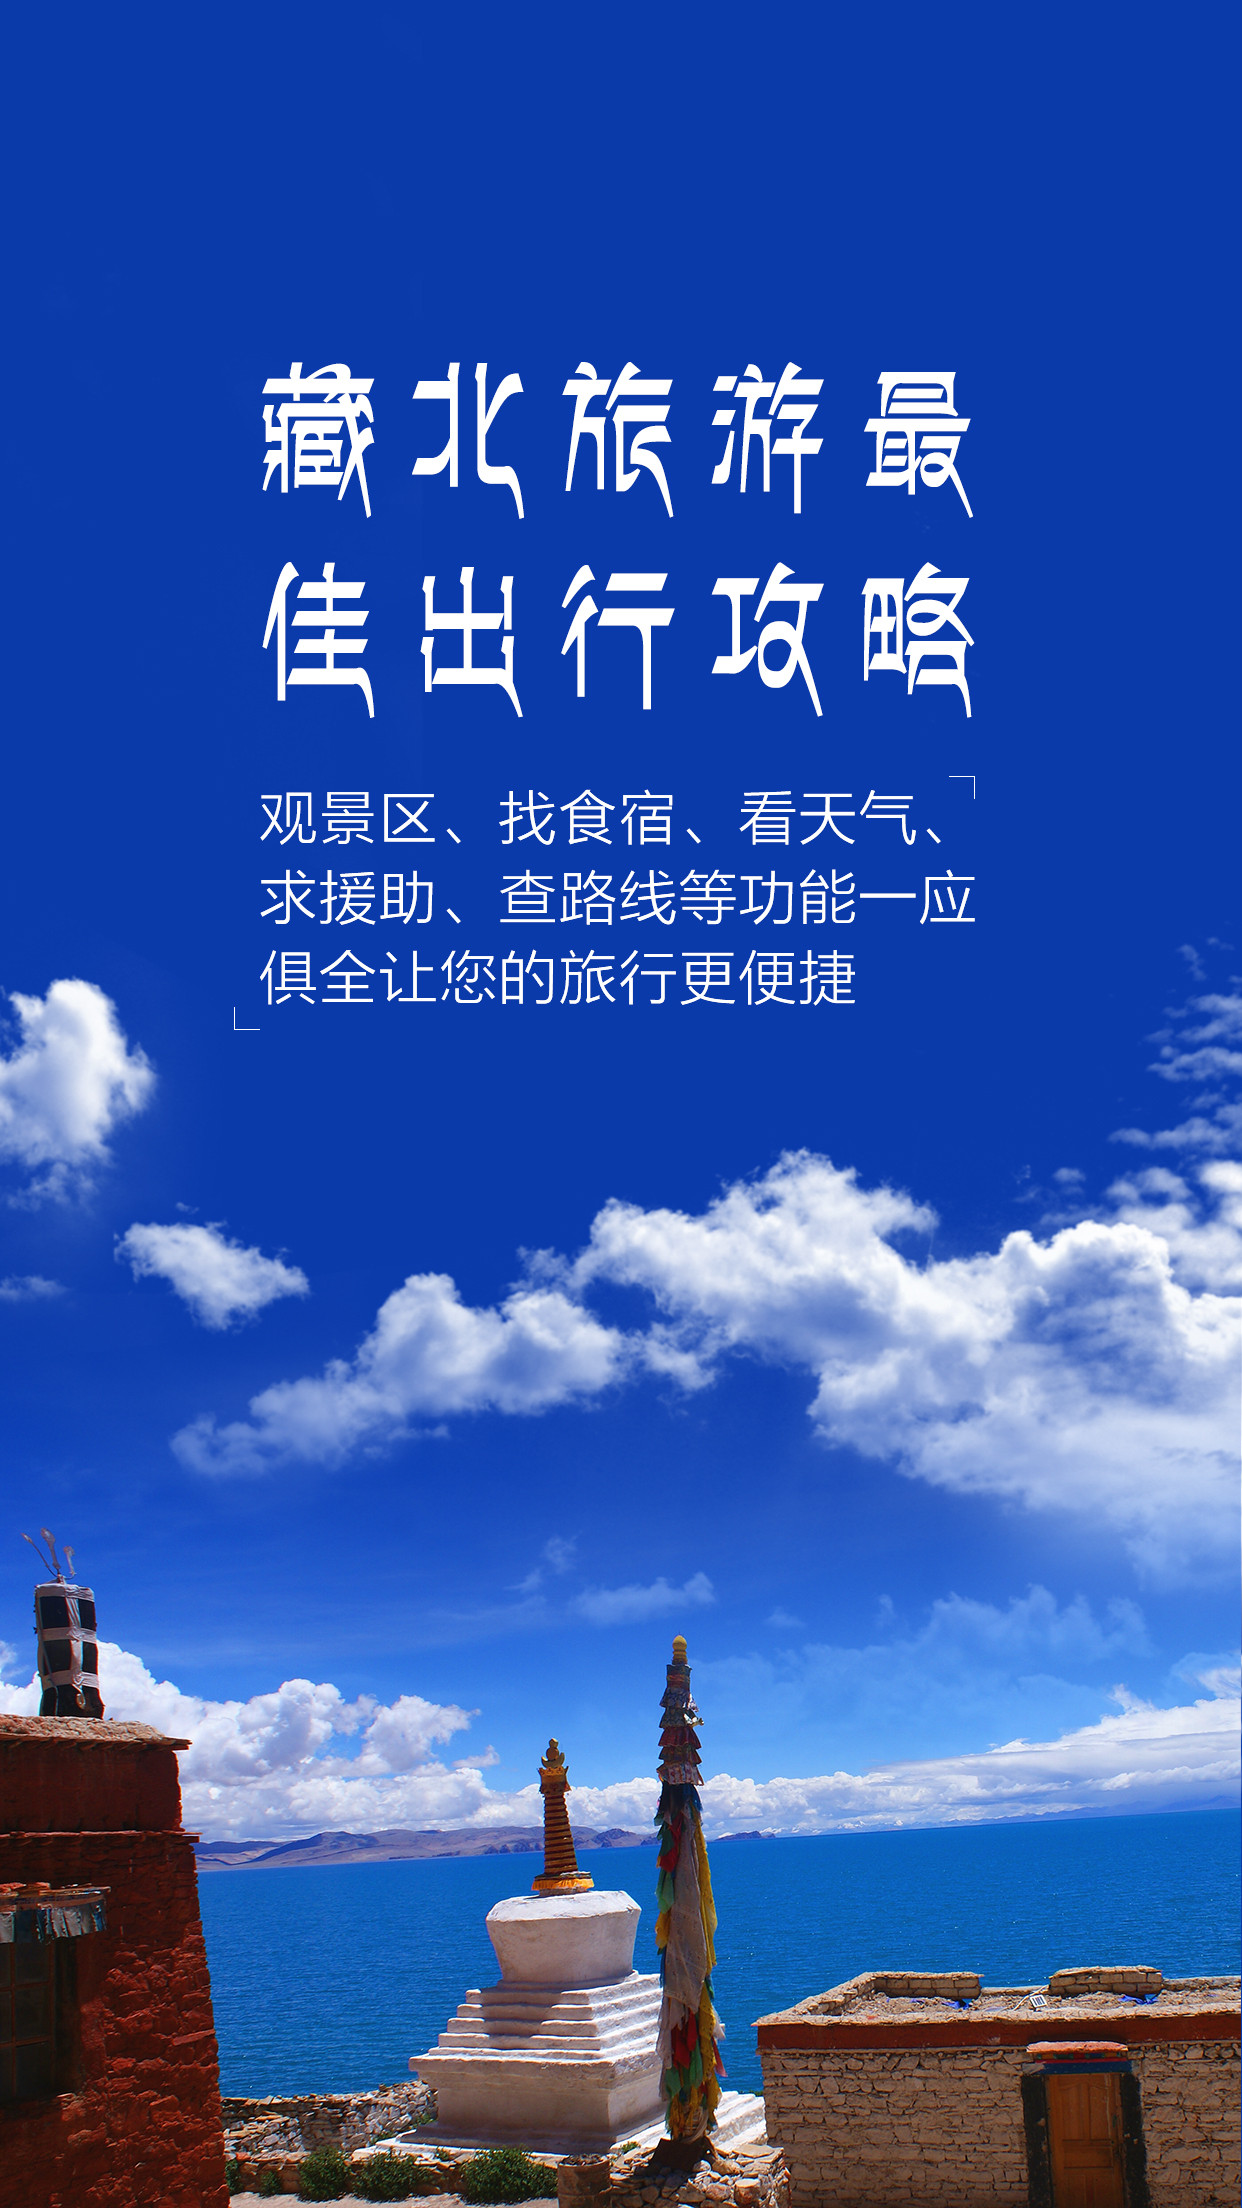 藏北旅游最
佳出行攻略
观景区、找食宿、看天气、
求援助、查路线等功能一应
俱全让您的旅行更便捷